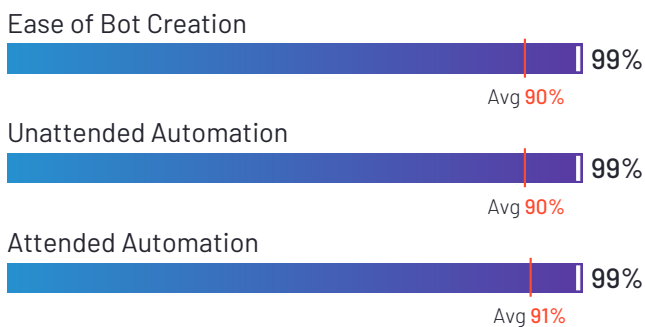 Ease of Bot Creation
99%
Avg 90%
Unattended Automation
99%
Avg 90%
Attended Automation
99%
Avg 91%